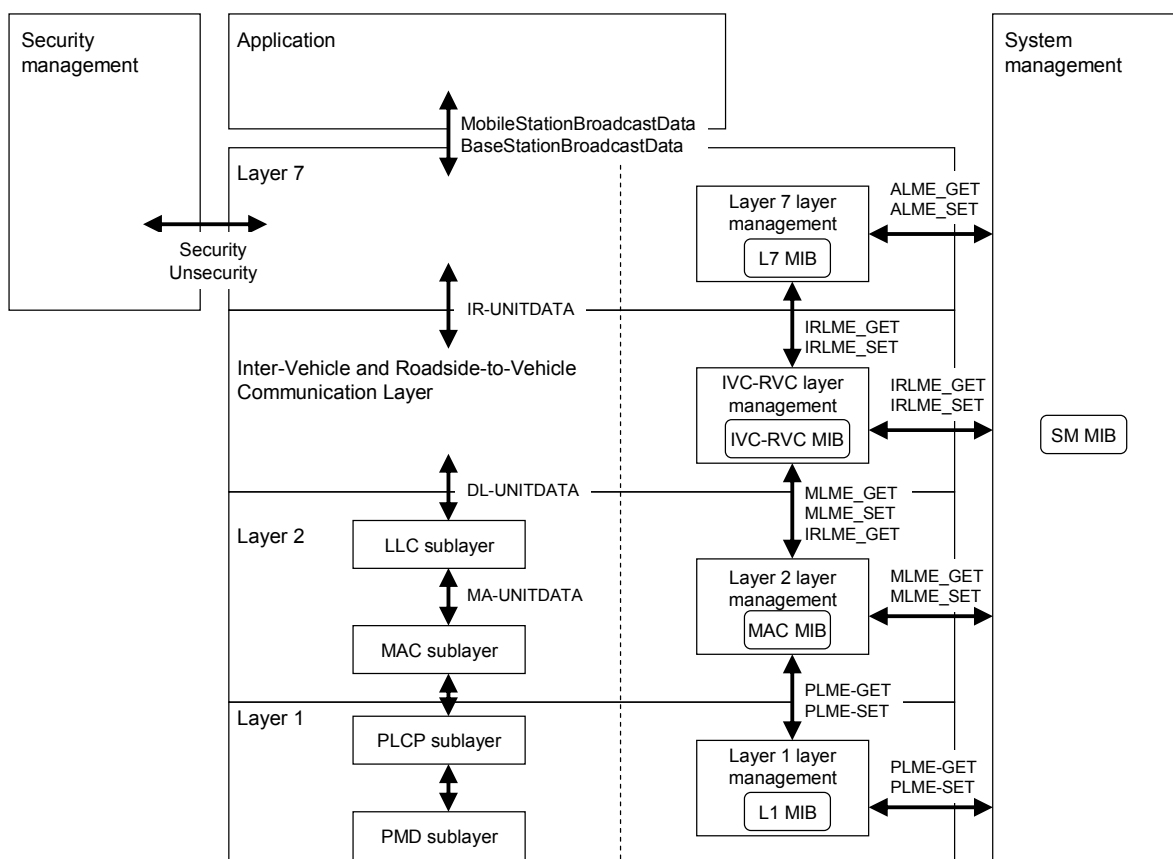 Security
management
Application
System
management
MobileStationBroadcastData
BaseStationBroadcastData
Layer 7
Security
Unsecurity
Layer 7 layer
management
L7 MIB
ALME_GET
ALME_SET
IR-UNITDATA
IRLME_GET
IRLME_SET
Inter-Vehicle and Roadside-to-Vehicle
Communication Layer
IVC-RVC layer
management
IVC-RVC MIB
IRLME_GET
IRLME_SET
SM MIB
DL-UNITDATA
MLME_GET
MLME_SET
IRLME_GET
Layer 2
LLC sublayer
MA-UNITDATA
MAC sublayer
Layer 2 layer
management
MAC MIB
MLME_GET
MLME_SET
PLME-GET
PLME-SET
Layer 1
PLCP sublayer
PMD sublayer
Layer 1 layer
management
L1 MIB
PLME-GET
PLME-SET